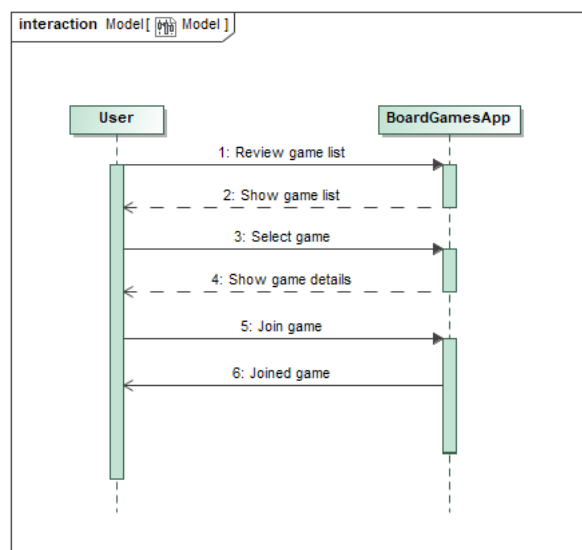 interaction Model[ Model ]
User
BoardGamesApp
1: Review game list
2: Show game list
3: Select game
4: Show game details
5: Join game
6: Joined game